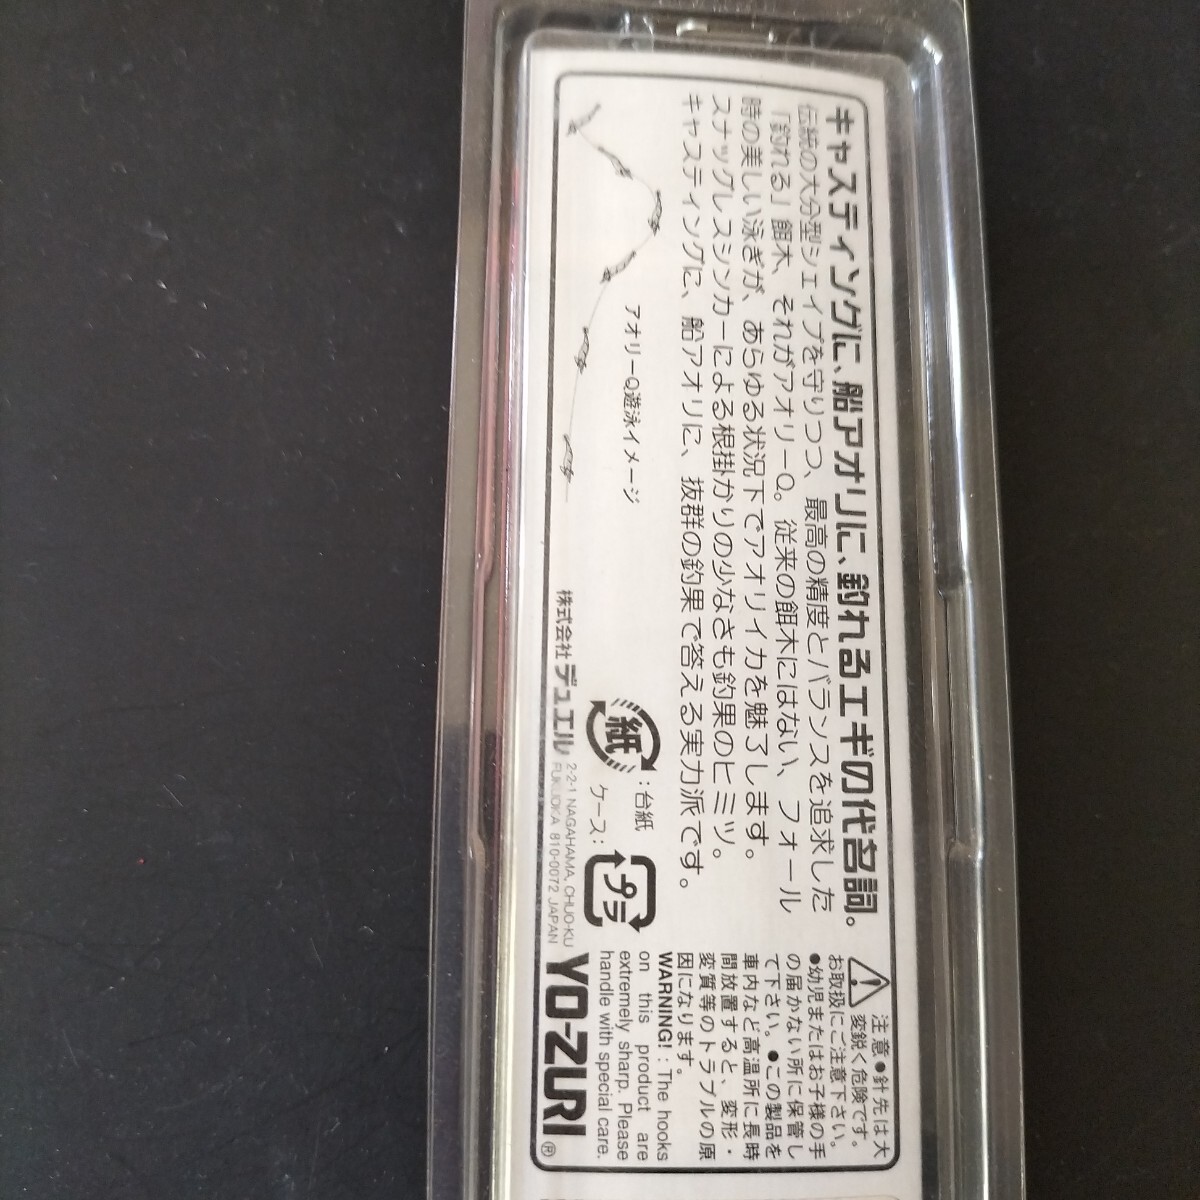 キャスティングに、船アオリに、釣れるエギの代名詞。
伝統の大分型シェイプを守りつつ、最高の精度とバランスを追求した
「釣れる」餌木、それがアオリーQ。従来の餌木にはない、フォール
時の美しい泳ぎが、あらゆる状況下でアオリイカを魅了します。
スナッグレスシンカーによる根掛かりの少なさも釣果のヒミツ。
キャスティングに、船アオリに、抜群の釣果で答える実力派です。
アオリーQ遊泳イメージ
紙
:台紙
ケース:
プラ
株式会社デュエル
2-2-1 NAGAHAMA, CHUO-KU
FUKUOKA 810-0072 JAPAN
注意●針先は大
変鋭く危険です。
お取扱にご注意下さい。
●幼児またはお子様の手
の届かない所に保管し
て下さい。●この製品を
車内など高温所に長時
間放置すると、変形・
変質等のトラブルの原
因になります。
WARNING! : The hooks
on this product are
extremely sharp. Please
handle with special care.
YO-ZURI®